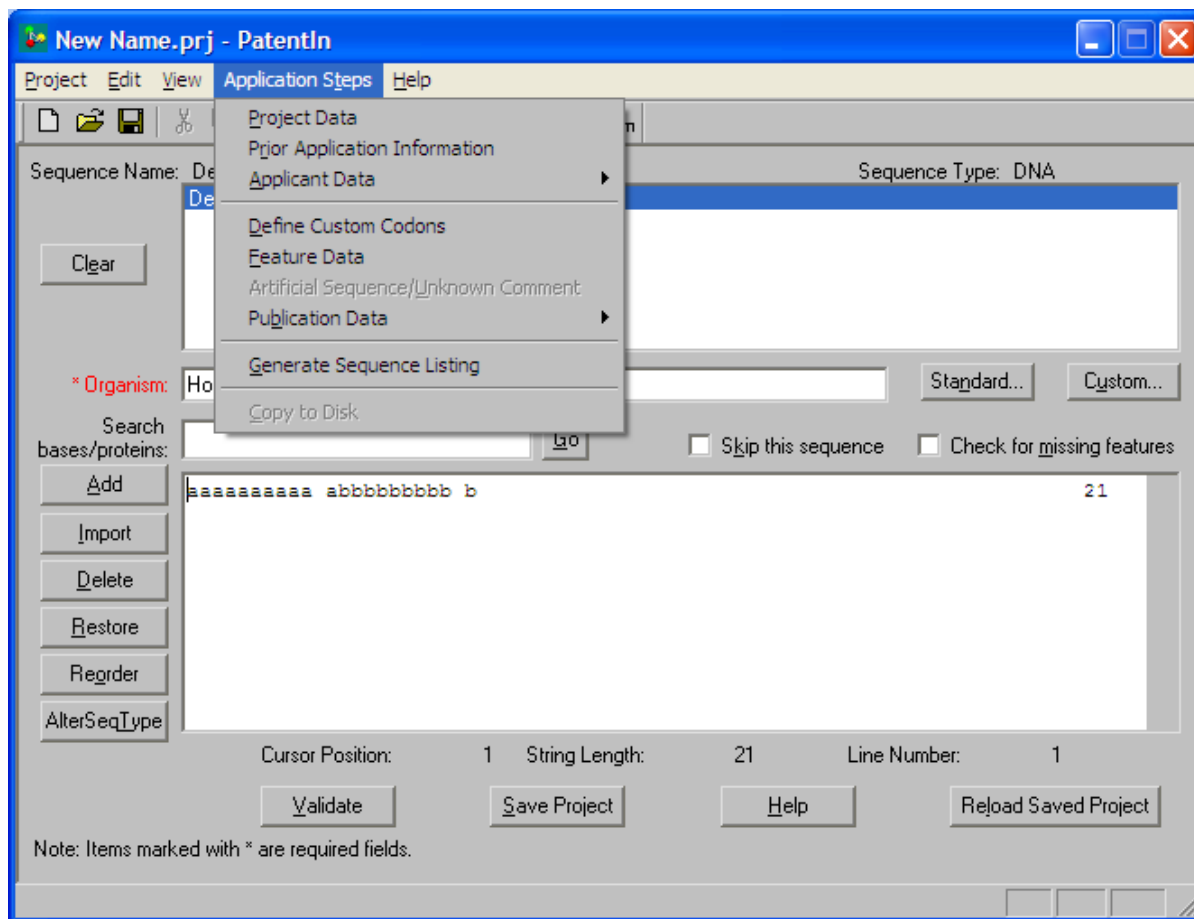 New Name.prj - PatentIn
Project Edit View Application Steps Help
Project Data
Prior Application Information
Applicant Data
Define Custom Codons
Feature Data
Artificial Sequence/Unknown Comment
Publication Data
Generate Sequence Listing
Copy to Disk
Sequence Name: De Sequence Type: DNA
De
Clear
* Organism: Ho Standard... Custom...
Search
bases/proteins: Go Skip this sequence Check for missing features
Add
aaaaaaaaaa abbbbbbbbb b 21
Import
Delete
Restore
Reorder
AlterSeqType
Cursor Position: 1 String Length: 21 Line Number: 1
Validate Save Project Help Reload Saved Project
Note: Items marked with * are required fields.